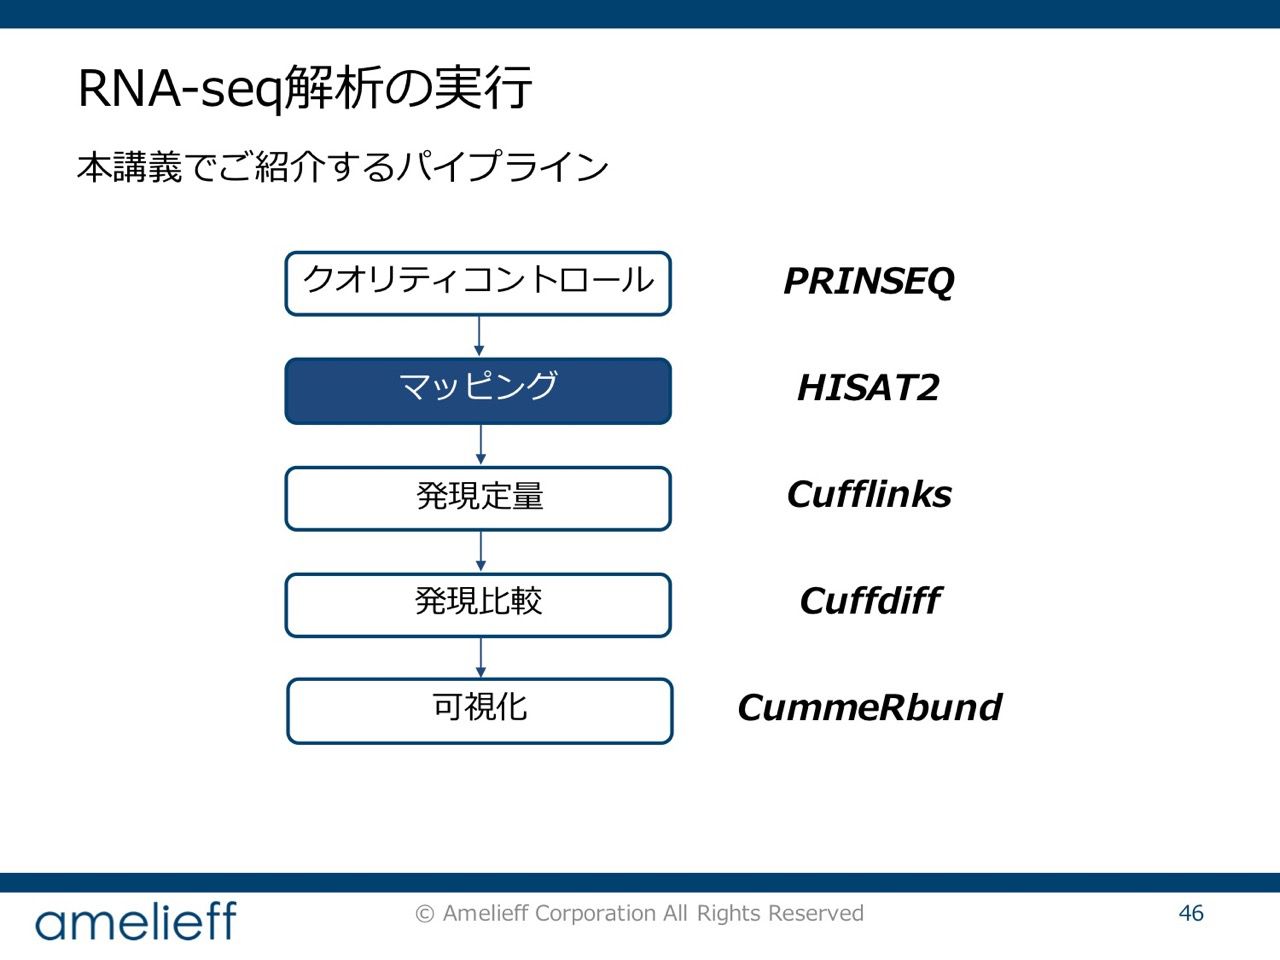 RNA-seq解析の実行
本講義でご紹介するパイプライン
クオリティコントロール PRINSEQ
マッピング HISAT2
発現定量 Cufflinks
発現比較 Cuffdiff
可視化 CummeRbund
amelieff © Amelieff Corporation All Rights Reserved 46